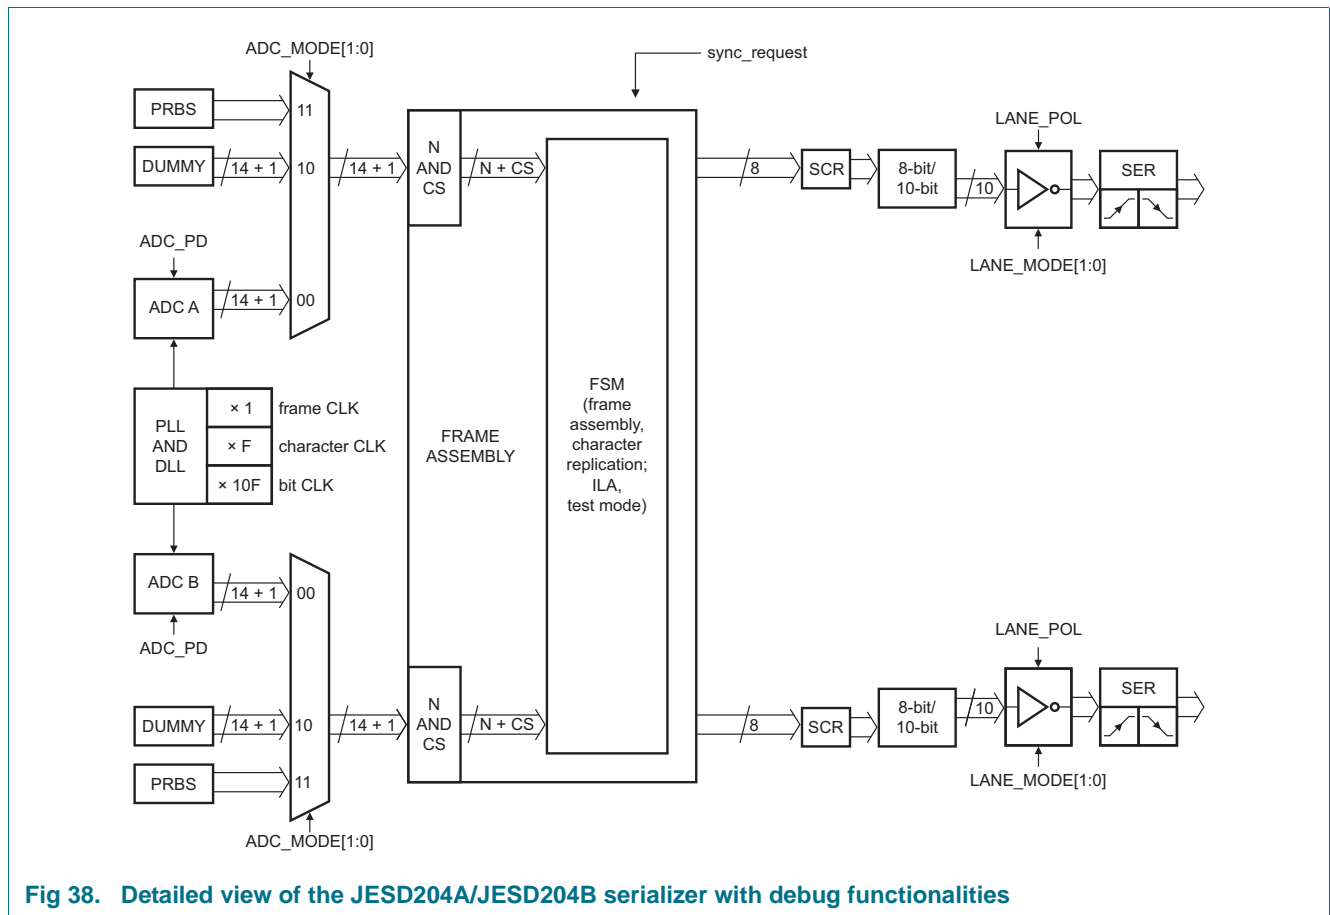 ADC_MODE[1:0]
sync_request
PRBS
11
DUMMY
14 + 1
10
14 + 1
N
AND
CS
N + CS
8
SCR
8-bit/
10-bit
10
LANE_POL
SER
LANE_MODE[1:0]
ADC_PD
ADC A
14 + 1
00
PLL
AND
DLL
× 1
frame CLK
× F
character CLK
× 10F
bit CLK
FRAME
ASSEMBLY
FSM
(frame
assembly,
character
replication;
ILA,
test mode)
ADC B
14 + 1
00
ADC_PD
DUMMY
14 + 1
10
14 + 1
N
AND
CS
N + CS
8
SCR
8-bit/
10-bit
10
LANE_POL
SER
LANE_MODE[1:0]
PRBS
11
ADC_MODE[1:0]
Fig 38. Detailed view of the JESD204A/JESD204B serializer with debug functionalities